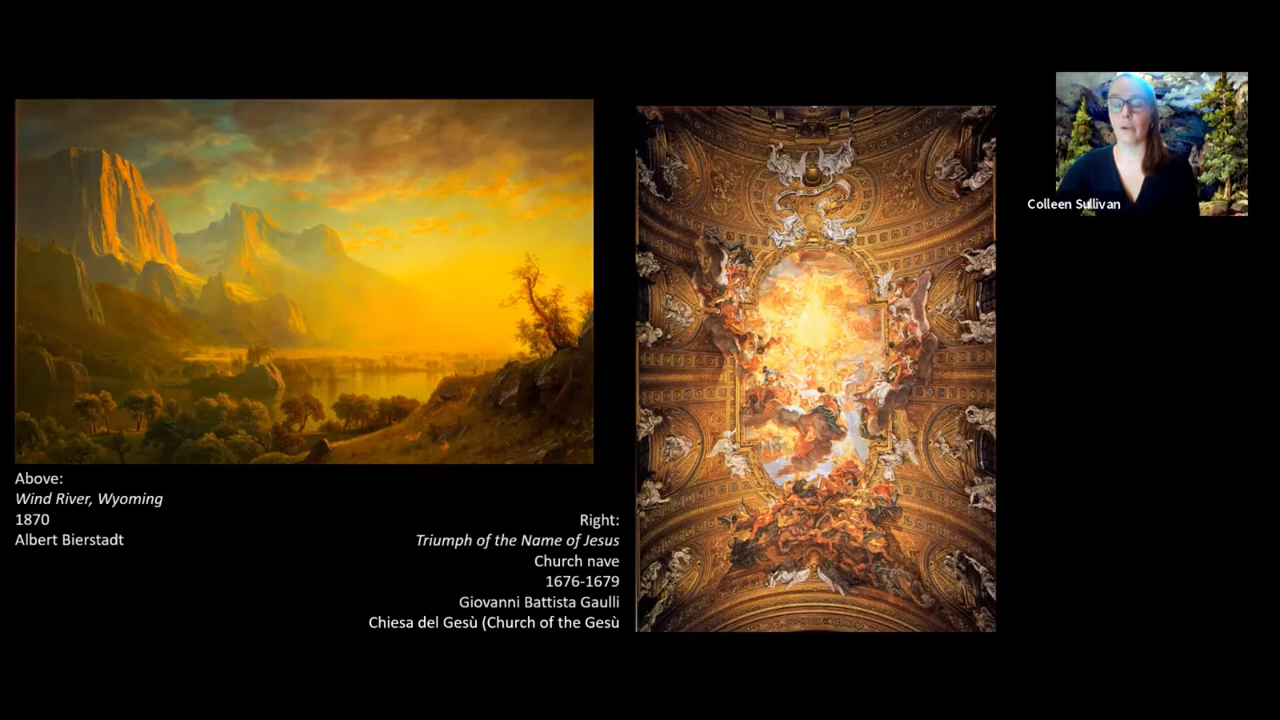 Colleen Sullivan
Above:
Wind River, Wyoming
1870
Albert Bierstadt
Right:
Triumph of the Name of Jesus
Church nave
1676-1679
Giovanni Battista Gaulli
Chiesa del Gesù (Church of the Gesù